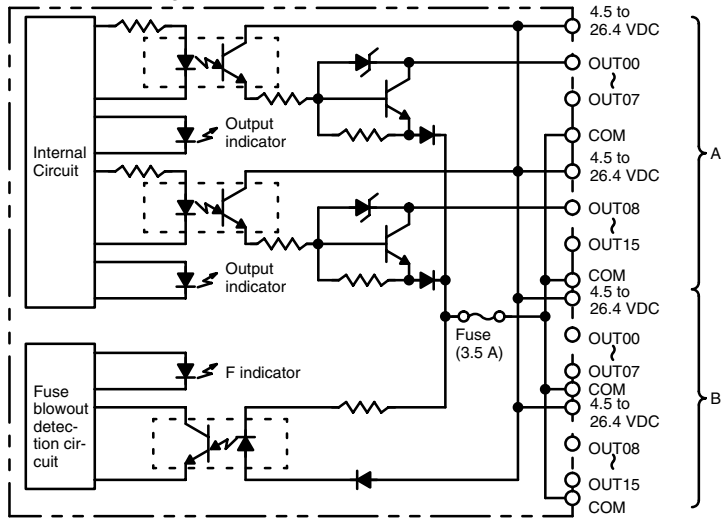 Internal
Circuit
Output
indicator
Output
indicator
Fuse
blowout
detec-
tion cir-
cuit
F indicator
Fuse
(3.5 A)
4.5 to
26.4 VDC
OUT00
~
OUT07
COM
4.5 to
26.4 VDC
OUT08
~
OUT15
COM
4.5 to
26.4 VDC
OUT00
~
OUT07
COM
4.5 to
26.4 VDC
OUT08
~
OUT15
COM
A
B